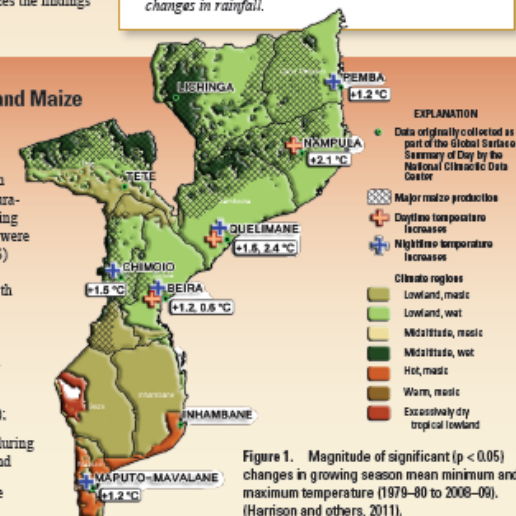 changes in rainfall.
and Maize
LICHINGA
PEMBA
+1.2 °C
NAMPULA
+2.1 °C
TETE
QUELIMANE
+1.6, 2.4 °C
CHIMOIO
+1.5 °C
BEIRA
+1.2, 0.6 °C
INHAMBANE
MAPUTO-MAVALANE
+1.2 °C
EXPLANATION
Data originally collected as
part of the Global Surface
Summary of Day by the
National Climactic Data
Center
Major maize production
Daytime temperature
increases
Nighttime temperature
increases
Climate regions
Lowland, mesic
Lowland, wet
Midaltitude, mesic
Midaltitude, wet
Hot, mesic
Warm, mesic
Excessively dry
tropical lowland
Figure 1. Magnitude of significant (p < 0.05)
changes in growing season mean minimum and
maximum temperature (1979–80 to 2008–09).
(Harrison and others, 2011).
were
during